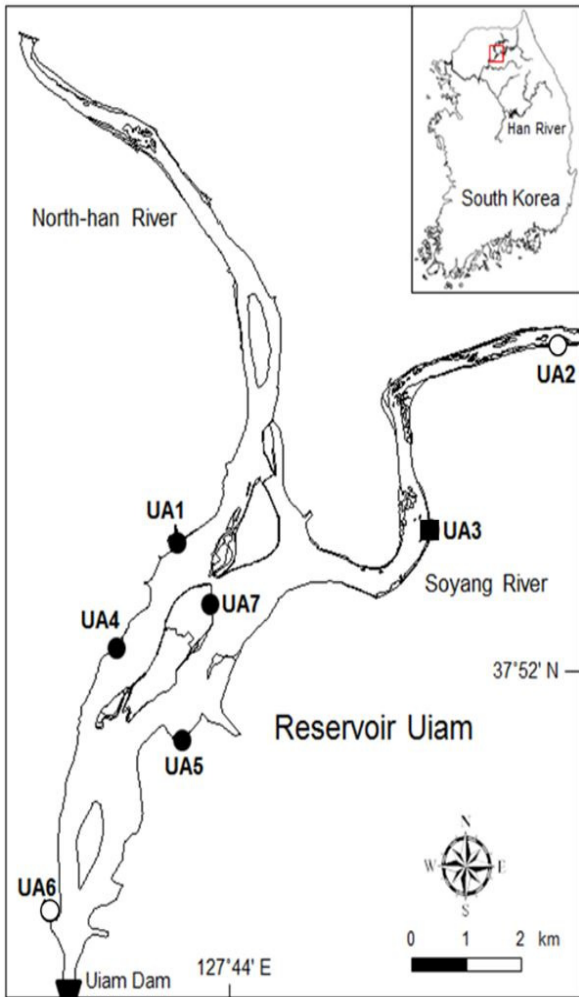 Han River
South Korea
North-han River
UA2
UA1
UA3
Soyang River
UA7
UA4
37°52' N
Reservoir Uiam
UA5
N
W E
S
UA6
0 1 2 km
Uiam Dam
127°44' E